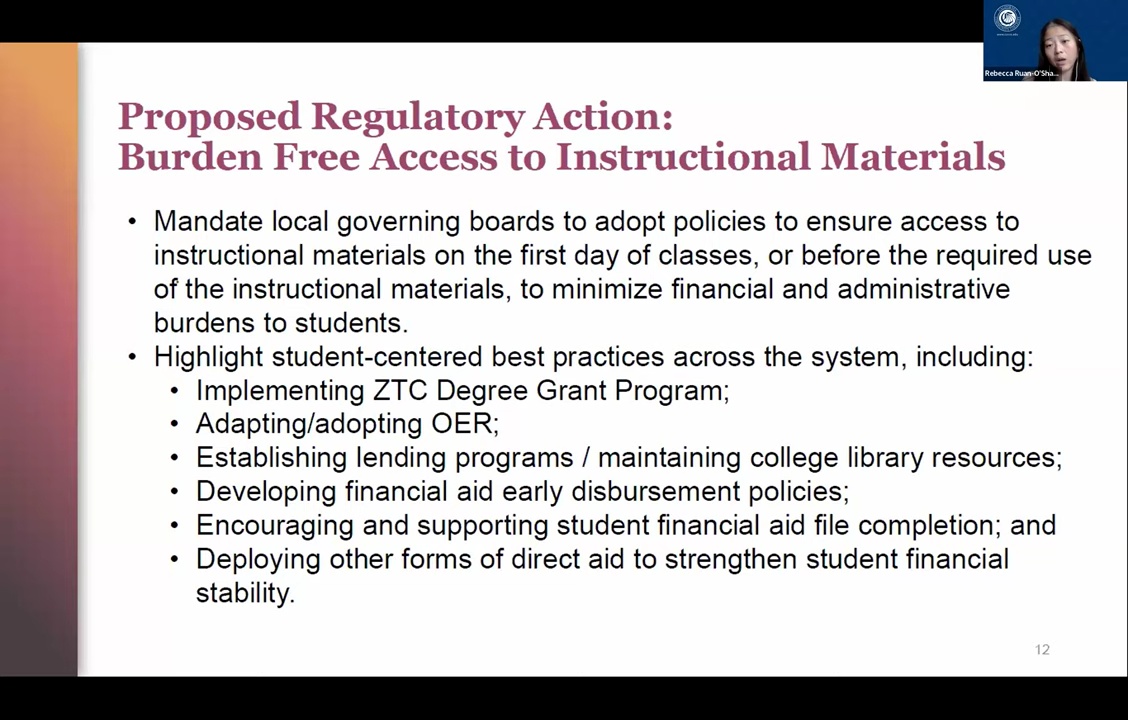 Rebecca Ruan-O'Sha...
Proposed Regulatory Action:
Burden Free Access to Instructional Materials
• Mandate local governing boards to adopt policies to ensure access to
instructional materials on the first day of classes, or before the required use
of the instructional materials, to minimize financial and administrative
burdens to students.
• Highlight student-centered best practices across the system, including:
• Implementing ZTC Degree Grant Program;
• Adapting/adopting OER;
• Establishing lending programs / maintaining college library resources;
• Developing financial aid early disbursement policies;
• Encouraging and supporting student financial aid file completion; and
• Deploying other forms of direct aid to strengthen student financial
stability.
12